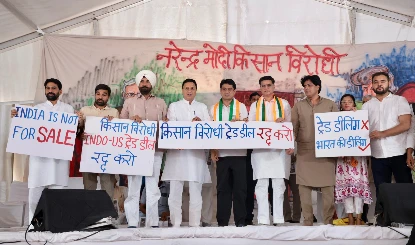 नरेन्द्र मोदी किसान विरोधी
INDIA IS NOT
FOR SALE
किसान विरोधी
INDO-US ट्रेड डील
रद्द करो
किसान विरोधी ट्रेड डील रद्द करो
ट्रेड डीलिंग X
भारत की ढीलिंग ✓